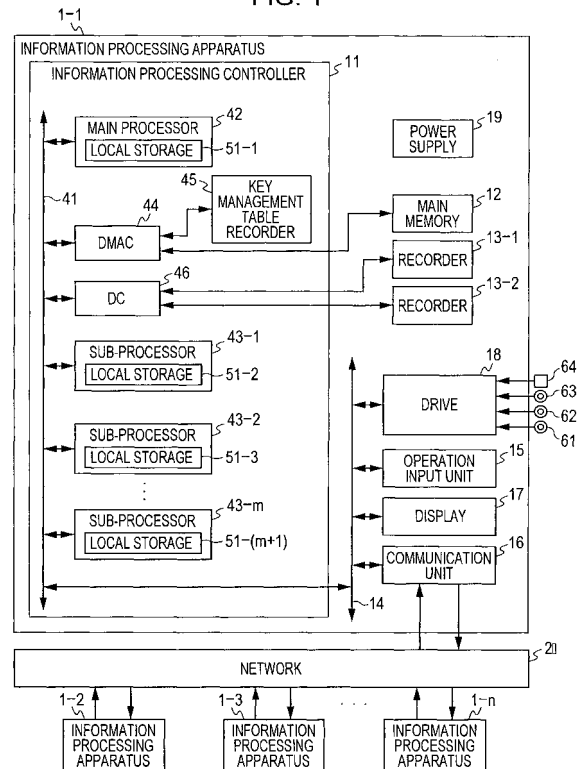 FIG. 1
1-1
INFORMATION PROCESSING APPARATUS
INFORMATION PROCESSING CONTROLLER
11
42
MAIN PROCESSOR
LOCAL STORAGE
51-1
19
POWER
SUPPLY
41
44
45
KEY
MANAGEMENT
TABLE
RECORDER
12
MAIN
MEMORY
DMAC
13-1
RECORDER
46
DC
13-2
RECORDER
43-1
SUB-PROCESSOR
LOCAL STORAGE
51-2
18
DRIVE
64
63
62
61
43-2
SUB-PROCESSOR
LOCAL STORAGE
51-3
15
OPERATION
INPUT UNIT
17
DISPLAY
43-m
SUB-PROCESSOR
LOCAL STORAGE
51-(m+1)
16
COMMUNICATION
UNIT
14
NETWORK
1-2
1-3
1-n
INFORMATION
PROCESSING
APPARATUS
INFORMATION
PROCESSING
APPARATUS
INFORMATION
PROCESSING
APPARATUS